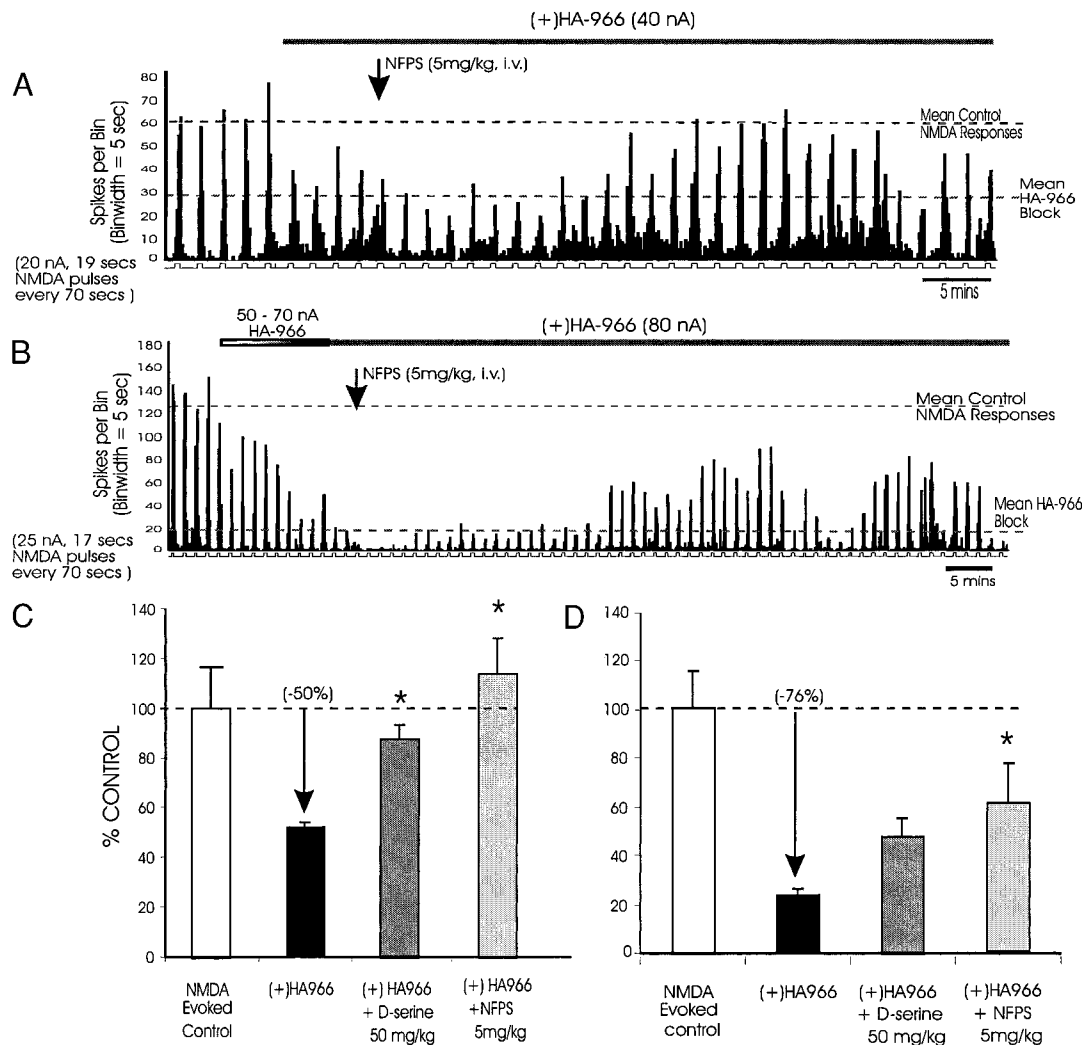 (+)HA-966 (40 nA)
A
NFPS (5mg/kg, i.v.)
80
70
60
50
40
30
20
10
0
Spikes per Bin
(Binwidth = 5 sec)
Mean Control
NMDA Responses
Mean
HA-966
Block
(20 nA, 19 secs
NMDA pulses
every 70 secs )
5 mins
50 - 70 nA
HA-966
(+)HA-966 (80 nA)
B
NFPS (5mg/kg, i.v.)
180
160
140
120
100
80
60
40
20
0
Spikes per Bin
(Binwidth = 5 sec)
Mean Control
NMDA Responses
Mean HA-966
Block
(25 nA, 17 secs
NMDA pulses
every 70 secs )
5 mins
C
140
120
100
80
60
40
20
0
% CONTROL
(-50%)
*
*
NMDA
Evoked
Control
(+)HA966
(+) HA966
+ D-serine
50 mg/kg
(+) HA966
+NFPS
5mg/kg
D
140
120
100
80
60
40
20
0
(-76%)
*
NMDA
Evoked
control
(+)HA966
(+)HA966
+ D-serine
50 mg/kg
(+)HA966
+ NFPS
5mg/kg